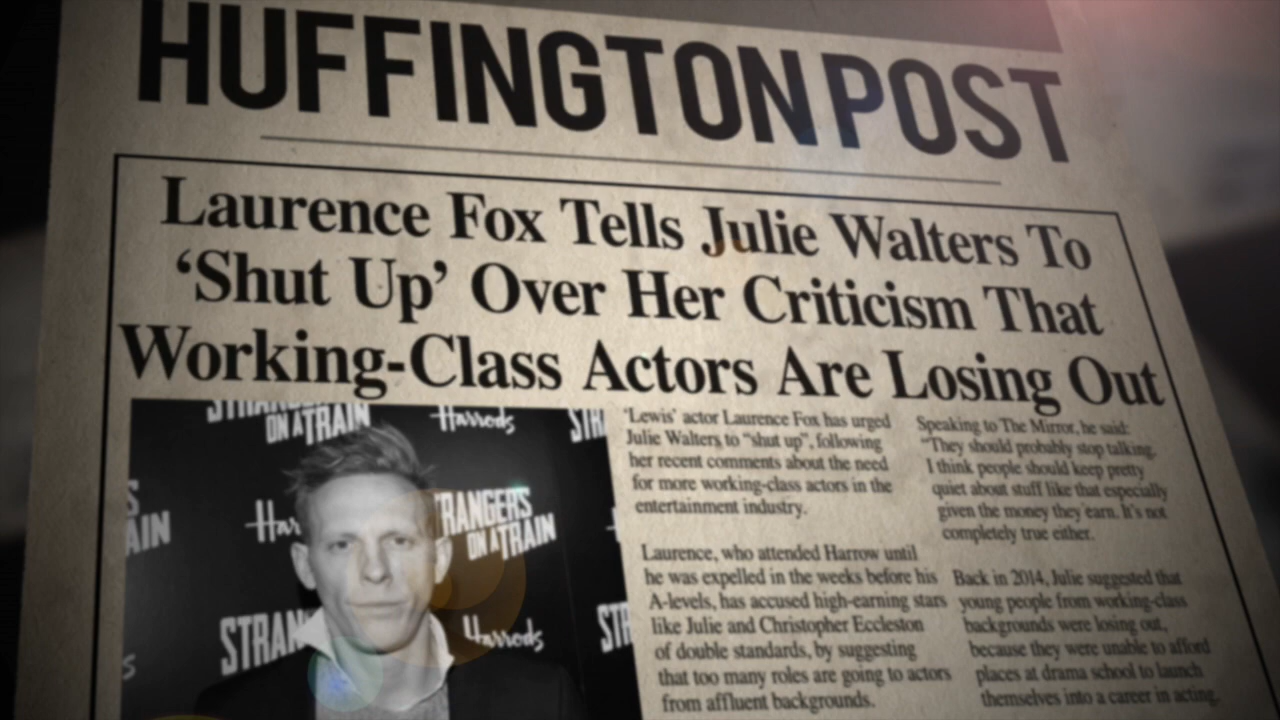 HUFFINGTON POST
Laurence Fox Tells Julie Walters To
‘Shut Up’ Over Her Criticism That
Working-Class Actors Are Losing Out
STRANGERS
ON A TRAIN
Harrods
STR
S
AIN
Har
TRANGERS
ON A TRAIN
STRAN
Harrods
STR
S
‘Lewis’ actor Laurence Fox has urged
Julie Walters to “shut up”, following
her recent comments about the need
for more working-class actors in the
entertainment industry.
Laurence, who attended Harrow until
he was expelled in the weeks before his
A-levels, has accused high-earning stars
like Julie and Christopher Eccleston
of double standards, by suggesting
that too many roles are going to actors
from affluent backgrounds.
Speaking to The Mirror, he said:
“They should probably stop talking.
I think people should keep pretty
quiet about stuff like that especially
given the money they earn. It’s not
completely true either.
Back in 2014, Julie suggested that
young people from working-class
backgrounds were losing out,
because they were unable to afford
places at drama school to launch
themselves into a career in acting.